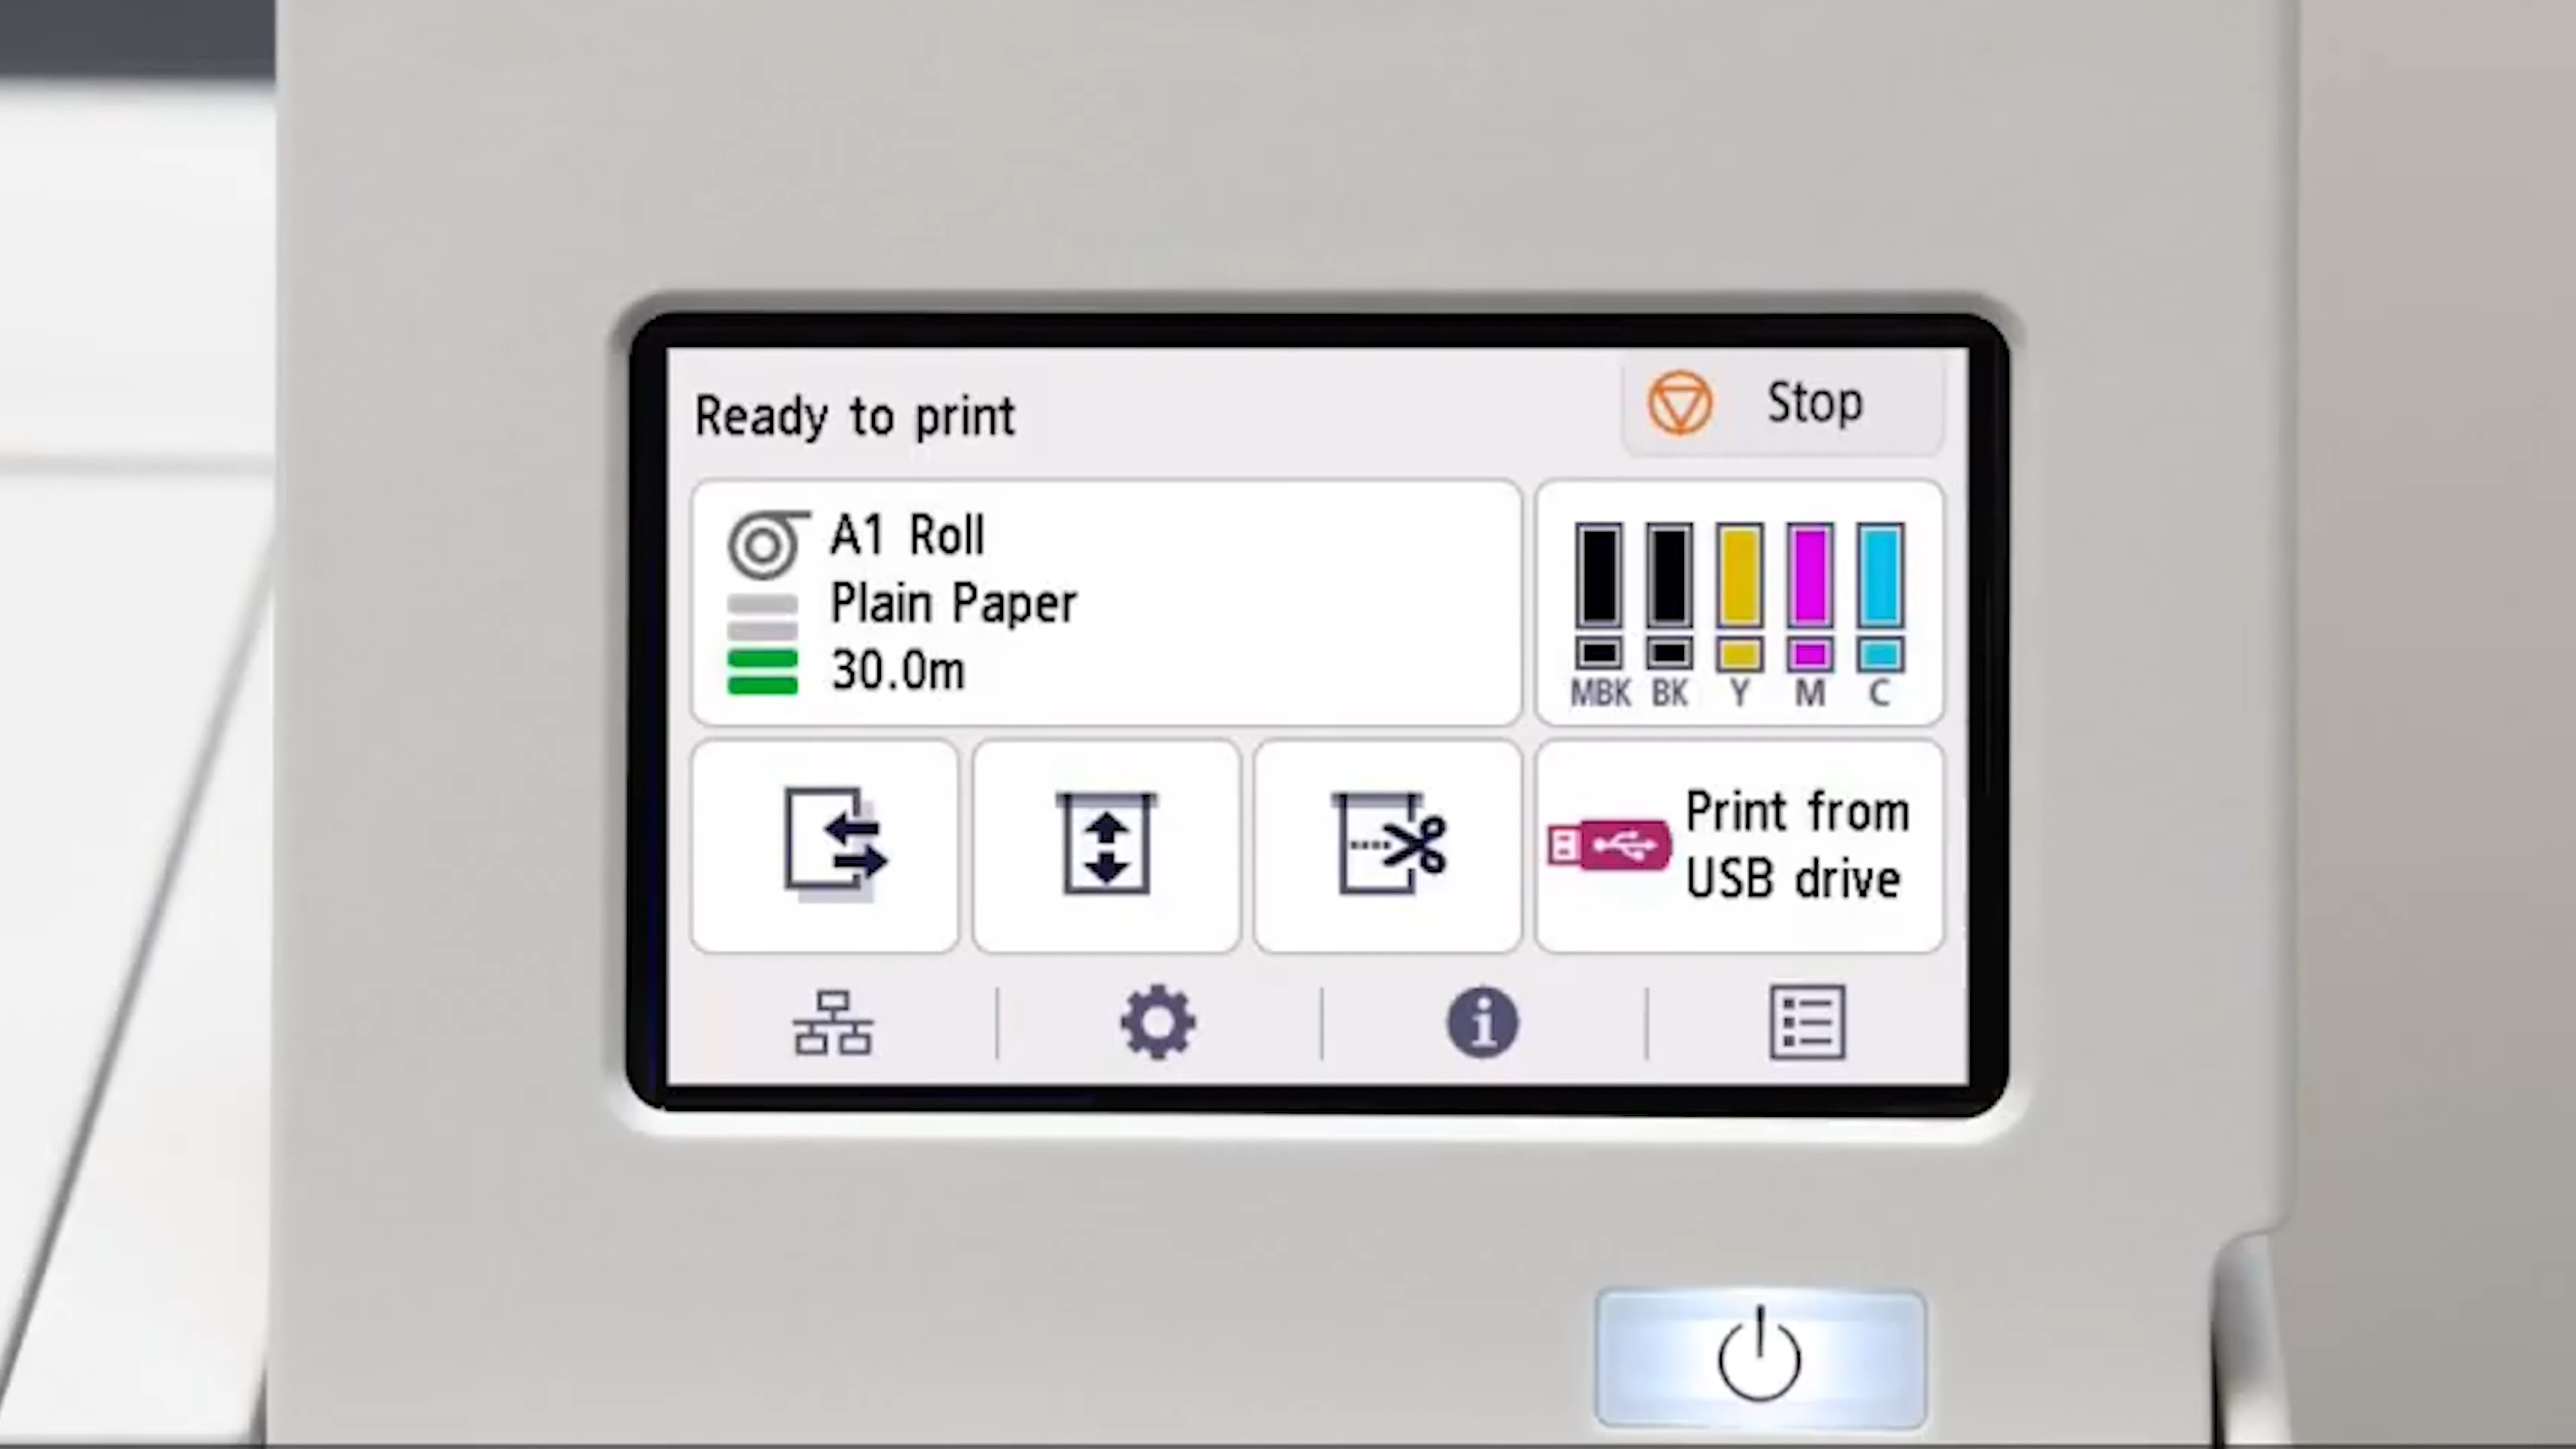 Ready to print
Stop
A1 Roll
Plain Paper
30.0m
MBK BK Y M C
Print from
USB drive